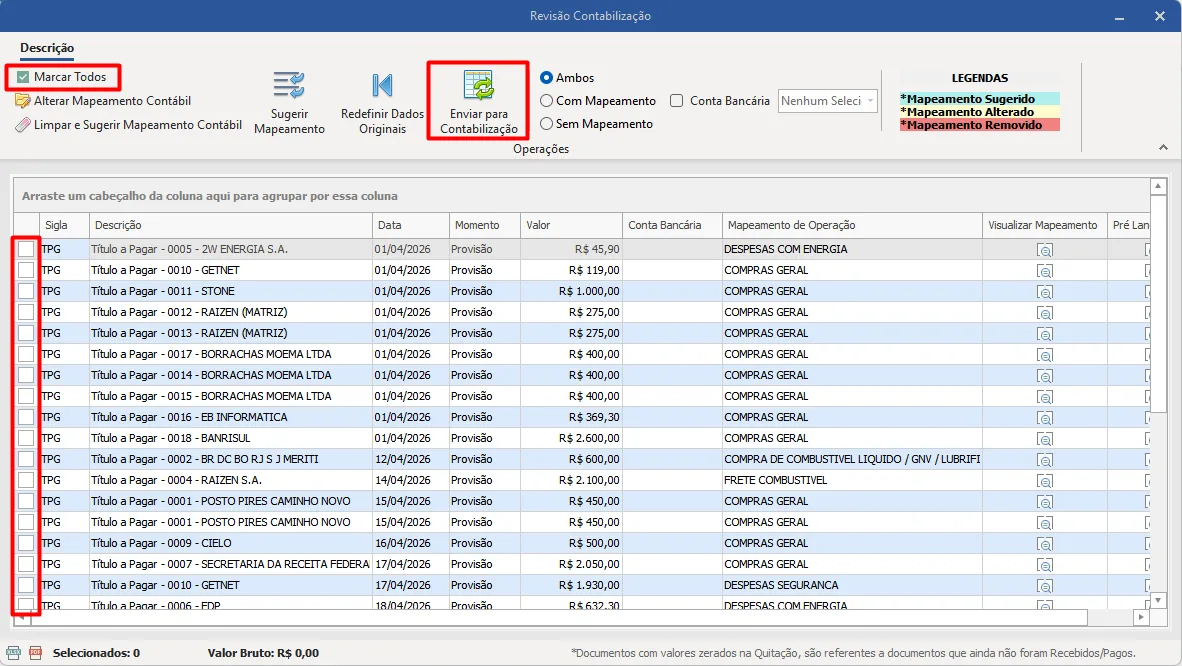 Revisão Contabilização
Descrição
Marcar Todos
Alterar Mapeamento Contábil
Limpar e Sugerir Mapeamento Contábil
Sugerir
Mapeamento
Redefinir Dados
Originais
Enviar para
Contabilização
Ambos
Com Mapeamento
Sem Mapeamento
Conta Bancária
Nenhum Seleci
Operações
LEGENDAS
*Mapeamento Sugerido
*Mapeamento Alterado
*Mapeamento Removido
Arraste um cabeçalho da coluna aqui para agrupar por essa coluna
Sigla Descrição Data Momento Valor Conta Bancária Mapeamento de Operação Visualizar Mapeamento Pré Lan
TPG Título a Pagar - 0005 - 2W ENERGIA S.A. 01/04/2026 Provisão R$ 45,90 DESPESAS COM ENERGIA
TPG Título a Pagar - 0010 - GETNET 01/04/2026 Provisão R$ 119,00 COMPRAS GERAL
TPG Título a Pagar - 0011 - STONE 01/04/2026 Provisão R$ 1.000,00 COMPRAS GERAL
TPG Título a Pagar - 0012 - RAIZEN (MATRIZ) 01/04/2026 Provisão R$ 275,00 COMPRAS GERAL
TPG Título a Pagar - 0013 - RAIZEN (MATRIZ) 01/04/2026 Provisão R$ 275,00 COMPRAS GERAL
TPG Título a Pagar - 0017 - BORRACHAS MOEMA LTDA 01/04/2026 Provisão R$ 400,00 COMPRAS GERAL
TPG Título a Pagar - 0014 - BORRACHAS MOEMA LTDA 01/04/2026 Provisão R$ 400,00 COMPRAS GERAL
TPG Título a Pagar - 0015 - BORRACHAS MOEMA LTDA 01/04/2026 Provisão R$ 400,00 COMPRAS GERAL
TPG Título a Pagar - 0016 - EB INFORMATICA 01/04/2026 Provisão R$ 369,30 COMPRAS GERAL
TPG Título a Pagar - 0018 - BANRISUL 01/04/2026 Provisão R$ 2.600,00 COMPRAS GERAL
TPG Título a Pagar - 0002 - BR DC BO RJ S J MERITI 12/04/2026 Provisão R$ 600,00 COMPRA DE COMBUSTIVEL LIQUIDO / GNV / LUBRIFI
TPG Título a Pagar - 0004 - RAIZEN S.A. 14/04/2026 Provisão R$ 2.100,00 FRETE COMBUSTIVEL
TPG Título a Pagar - 0001 - POSTO PIRES CAMINHO NOVO 15/04/2026 Provisão R$ 450,00 COMPRAS GERAL
TPG Título a Pagar - 0001 - POSTO PIRES CAMINHO NOVO 15/04/2026 Provisão R$ 450,00 COMPRAS GERAL
TPG Título a Pagar - 0009 - CIELO 16/04/2026 Provisão R$ 500,00 COMPRAS GERAL
TPG Título a Pagar - 0007 - SECRETARIA DA RECEITA FEDERA 17/04/2026 Provisão R$ 2.050,00 COMPRAS GERAL
TPG Título a Pagar - 0010 - GETNET 17/04/2026 Provisão R$ 1.930,00 DESPESAS SEGURANCA
TPG Título a Pagar - 0006 - EDP 18/04/2026 Provisão R$ 632,30 DESPESAS COM ENERGIA
Selecionados: 0 Valor Bruto: R$ 0,00 *Documentos com valores zerados na Quitação, são referentes a documentos que ainda não foram Recebidos/Pagos.